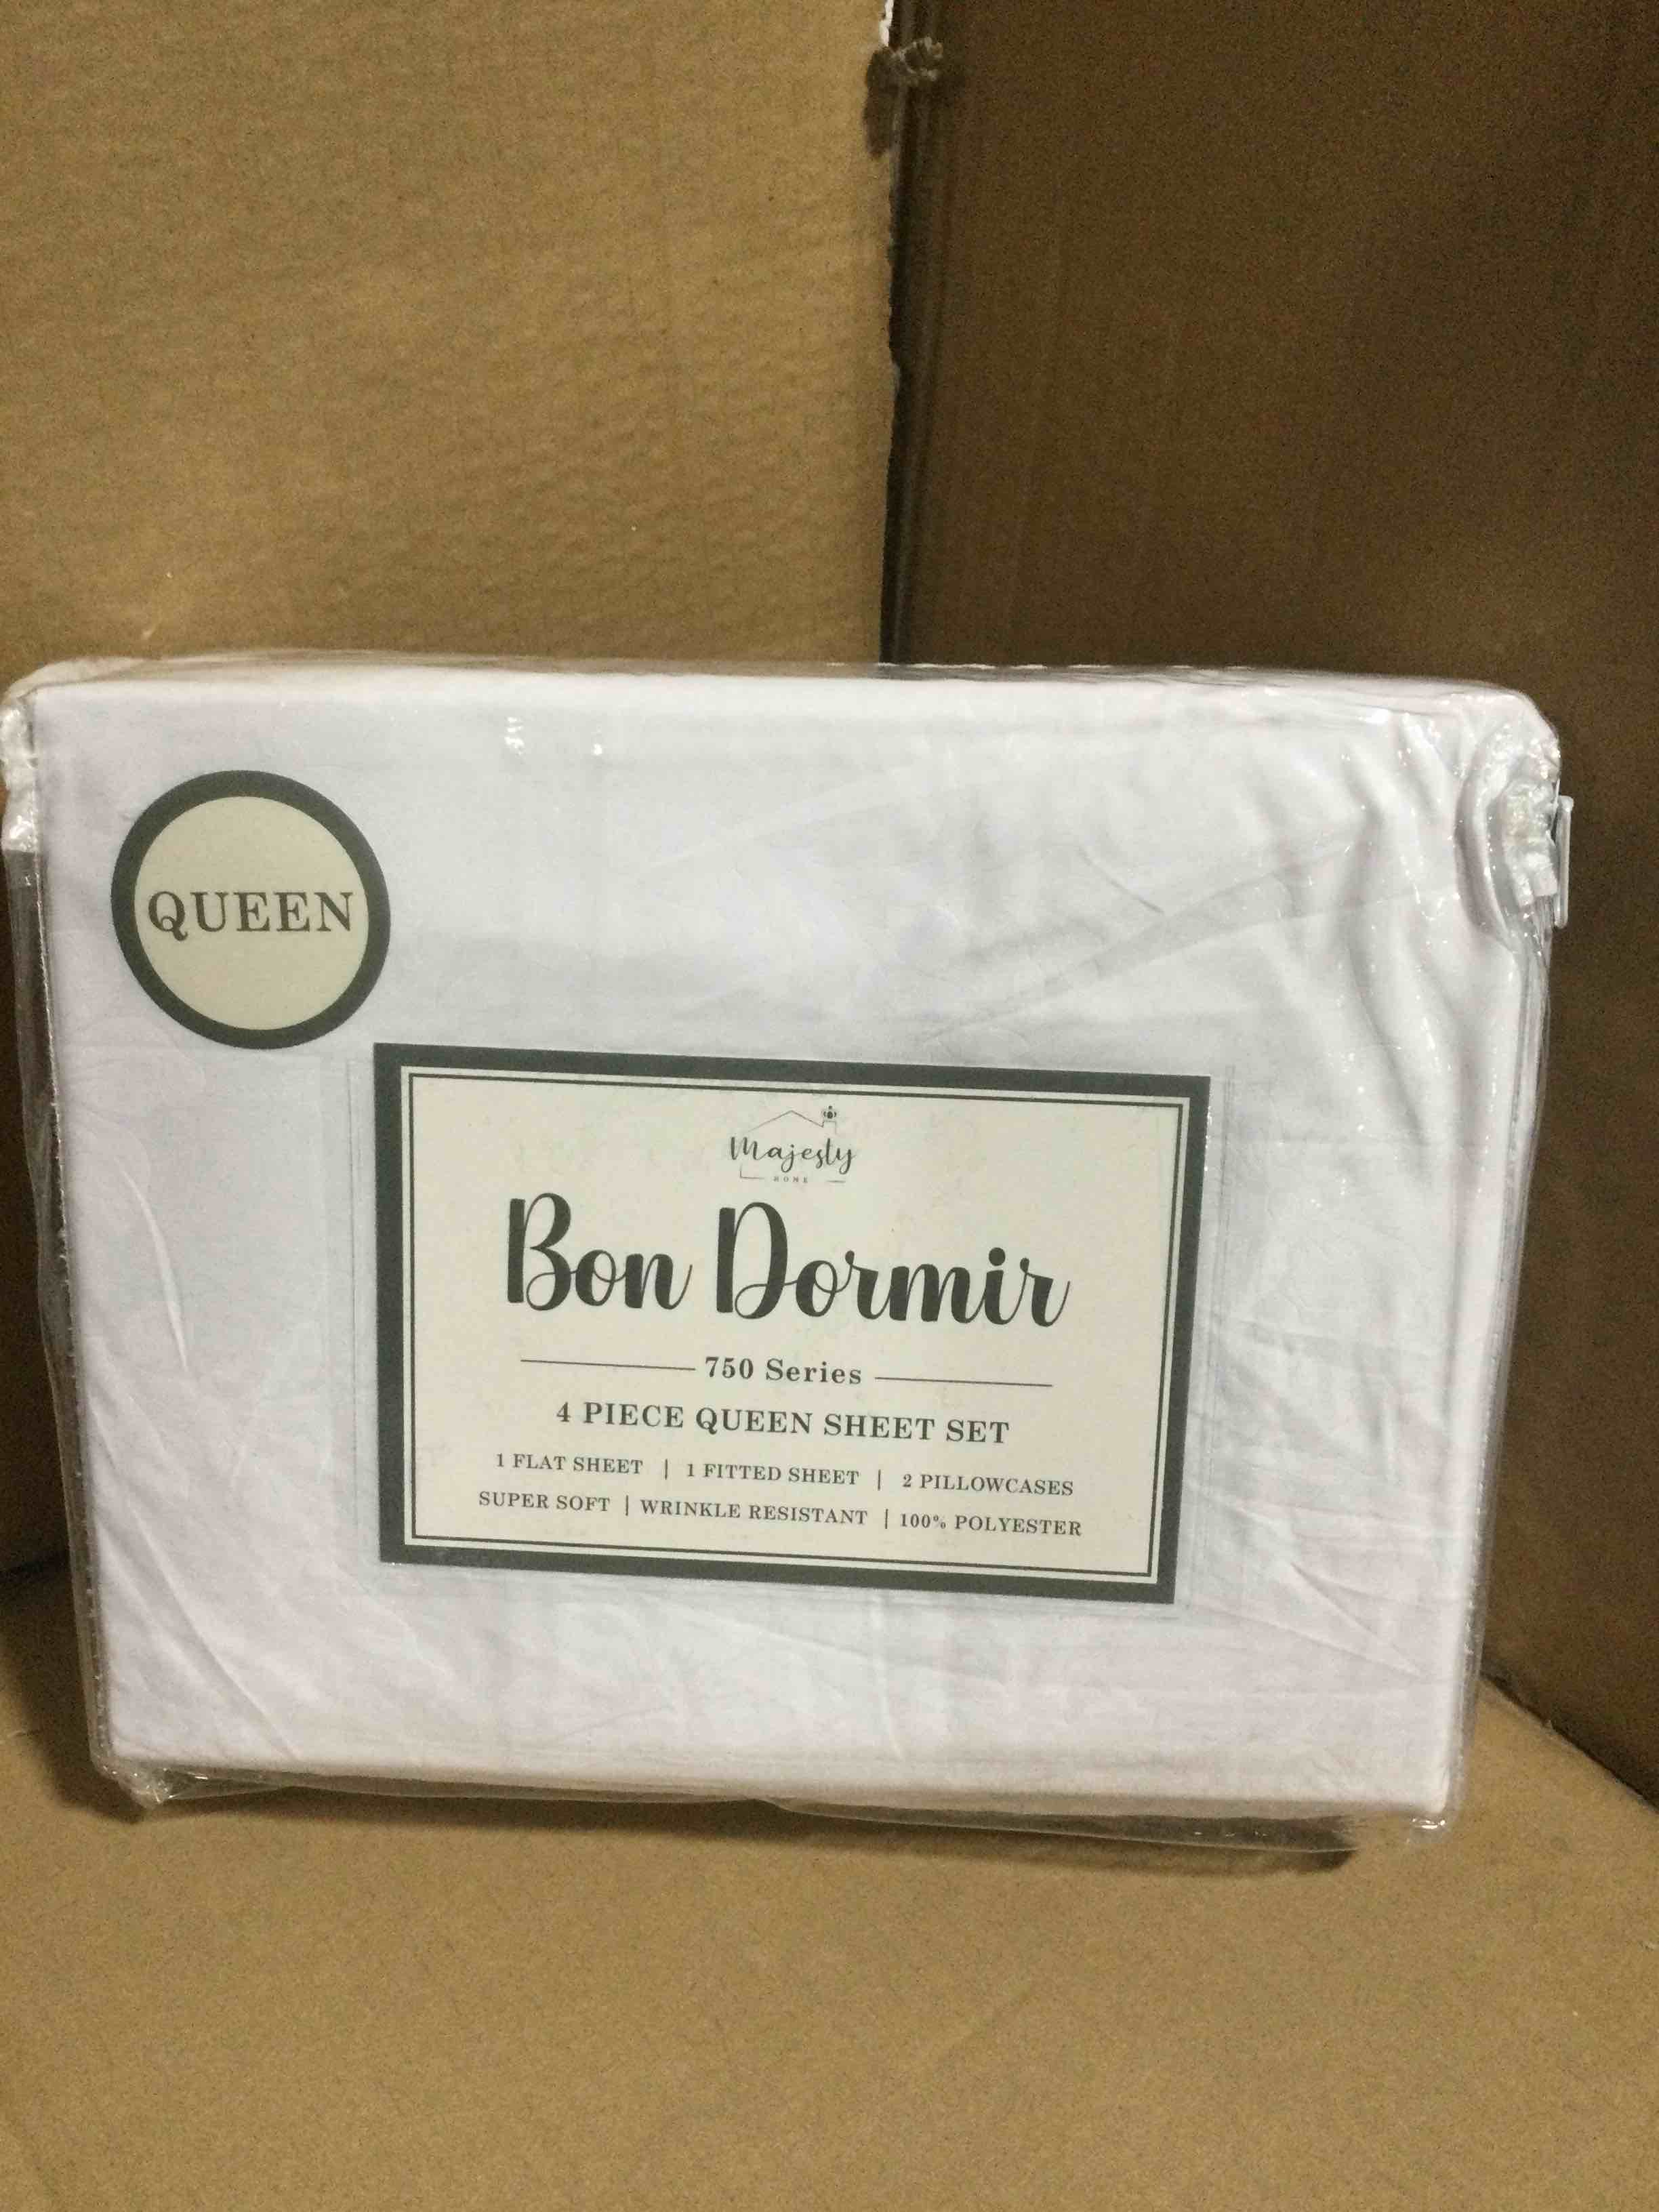 QUEEN
Majesty
HOME
Bon Dormir
750 Series
4 PIECE QUEEN SHEET SET
1 FLAT SHEET | 1 FITTED SHEET | 2 PILLOWCASES
SUPER SOFT | WRINKLE RESISTANT | 100% POLYESTER